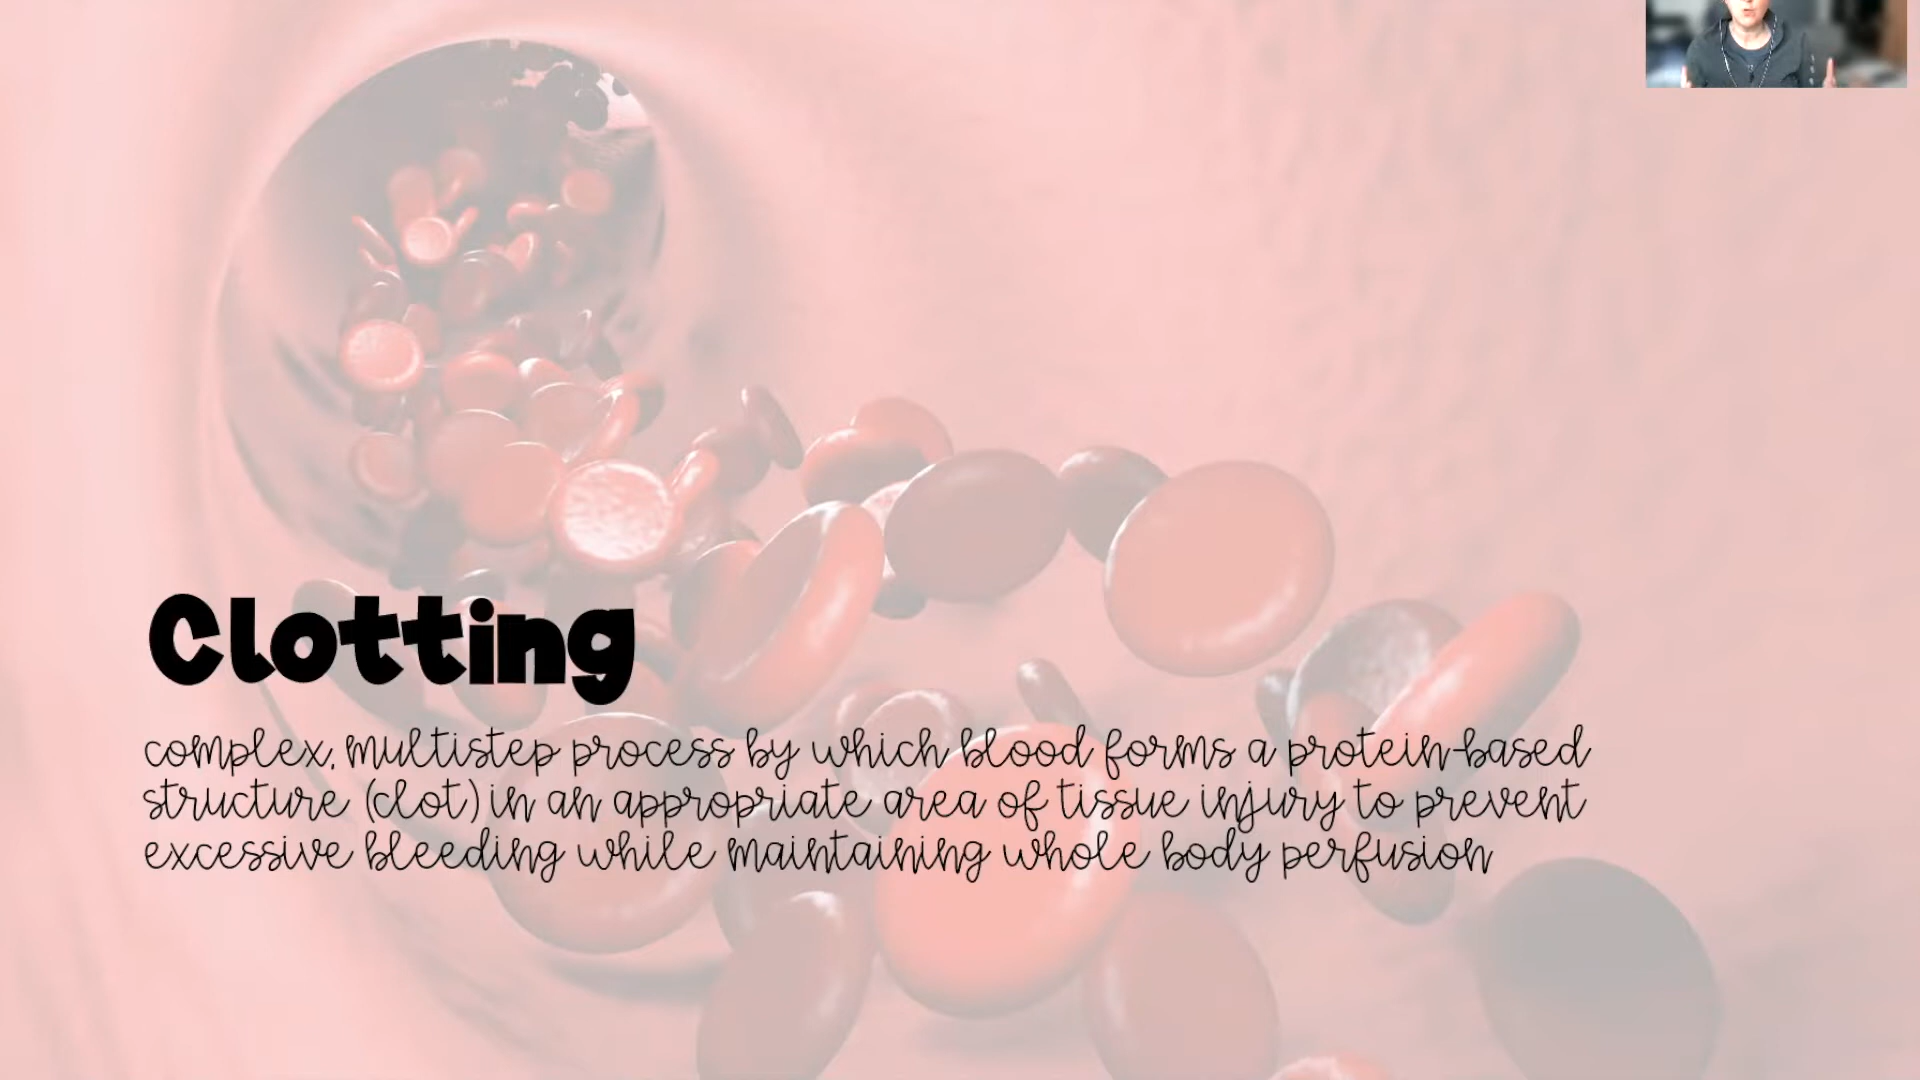 Clotting
complex, multistep process by which blood forms a protein-based
structure (clot) in an appropriate area of tissue injury to prevent
excessive bleeding while maintaining whole body perfusion